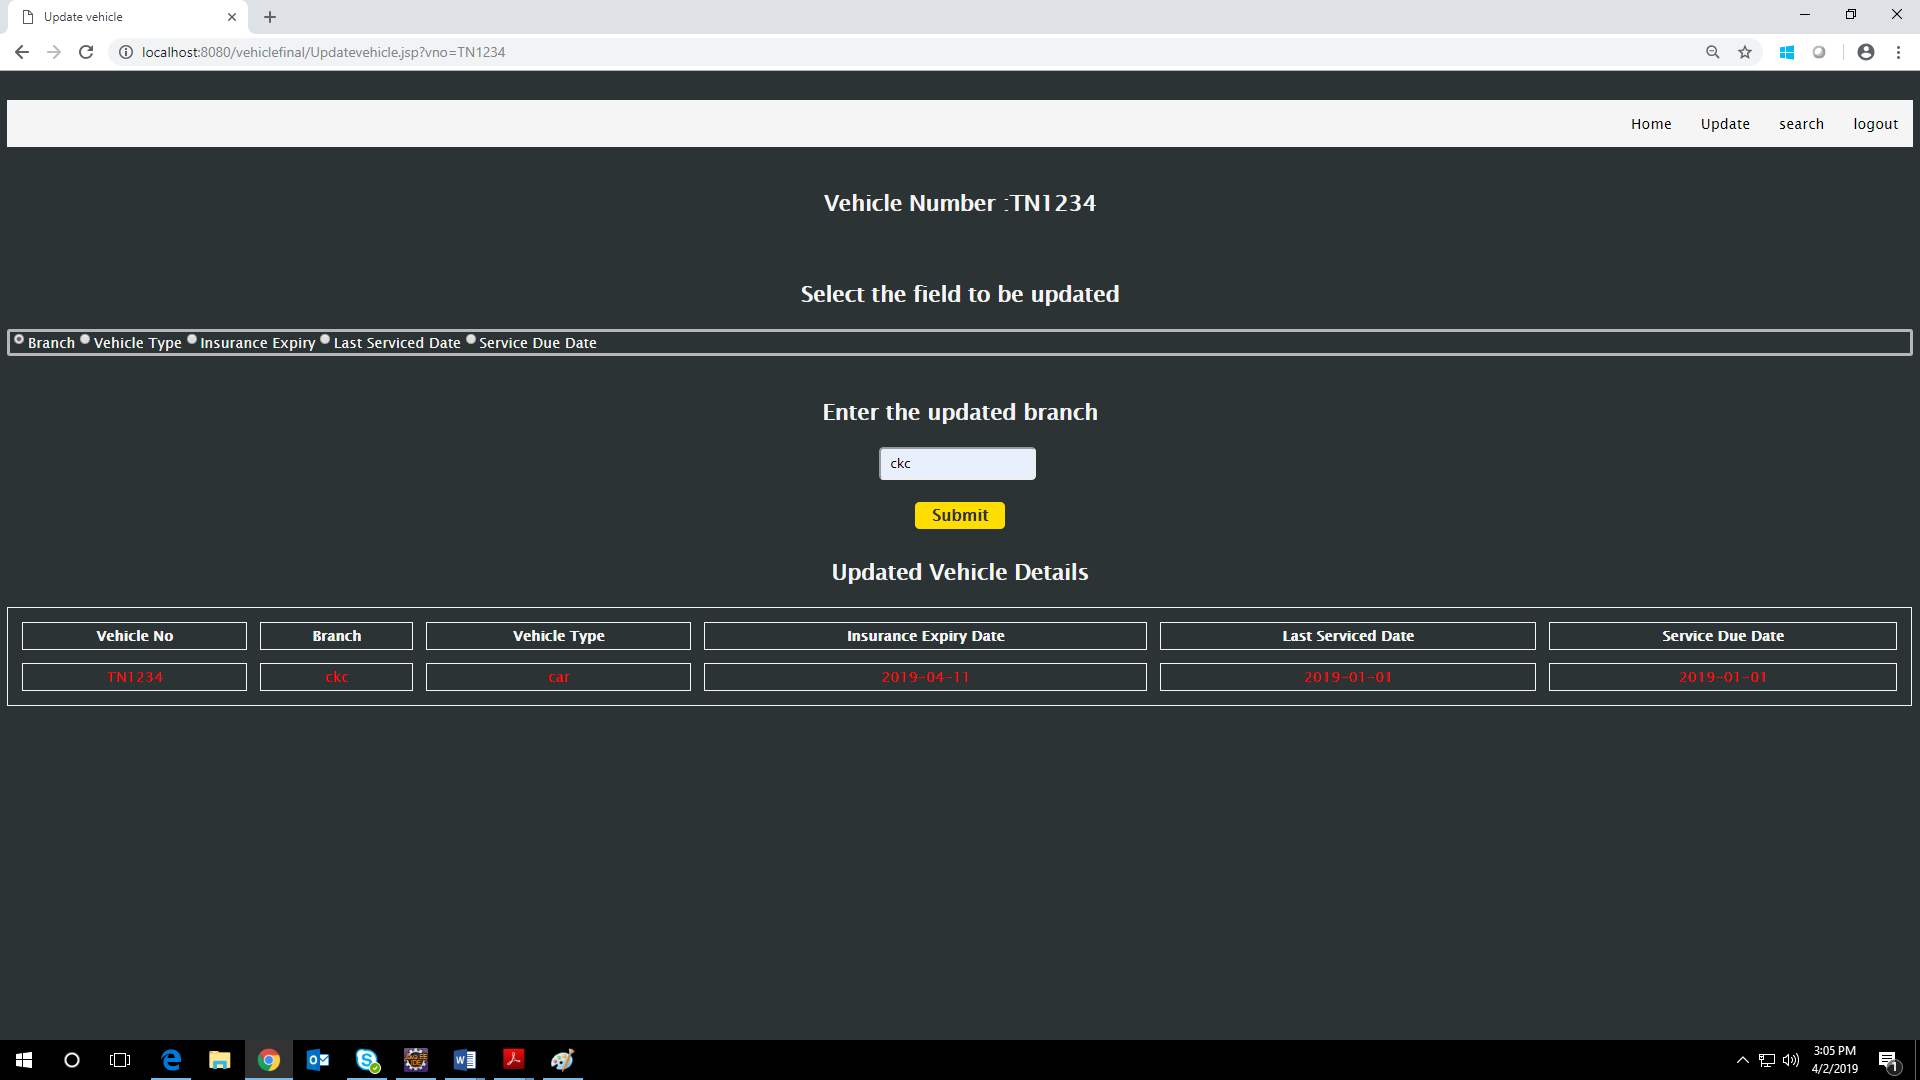 Update vehicle
localhost:8080/vehiclefinal/Updatevehicle.jsp?vno=TN1234
Home Update search logout
Vehicle Number :TN1234
Select the field to be updated
Branch Vehicle Type Insurance Expiry Last Serviced Date Service Due Date
Enter the updated branch
ckc
Submit
Updated Vehicle Details
Vehicle No Branch Vehicle Type Insurance Expiry Date Last Serviced Date Service Due Date
TN1234 ckc car 2019-04-11 2019-01-01 2019-01-01
3:05 PM
4/2/2019
1